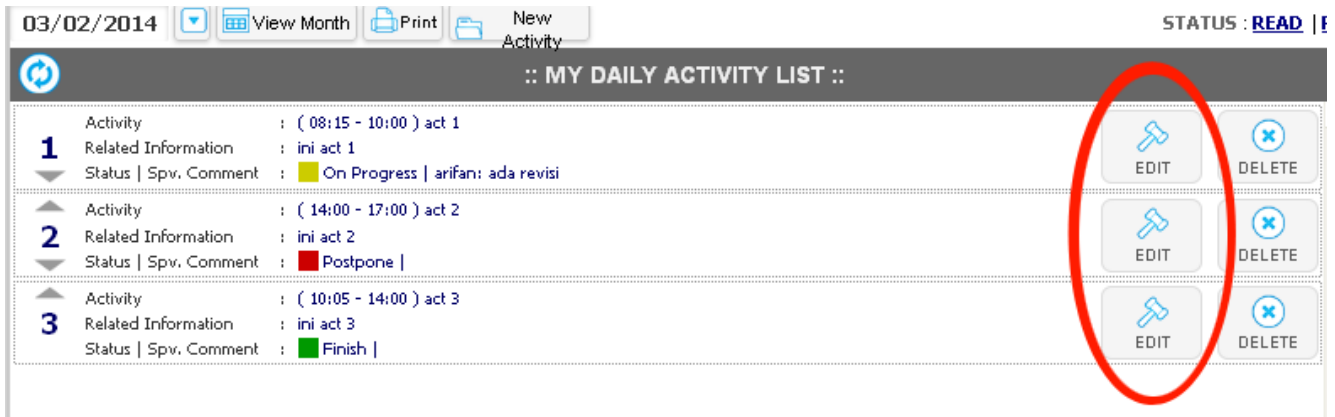 03/02/2014 View Month Print New Activity STATUS : READ |
:: MY DAILY ACTIVITY LIST ::
1
Activity : ( 08:15 - 10:00 ) act 1
Related Information : ini act 1
Status | Spv. Comment : On Progress | arifan: ada revisi
EDIT DELETE
2
Activity : ( 14:00 - 17:00 ) act 2
Related Information : ini act 2
Status | Spv. Comment : Postpone |
EDIT DELETE
3
Activity : ( 10:05 - 14:00 ) act 3
Related Information : ini act 3
Status | Spv. Comment : Finish |
EDIT DELETE